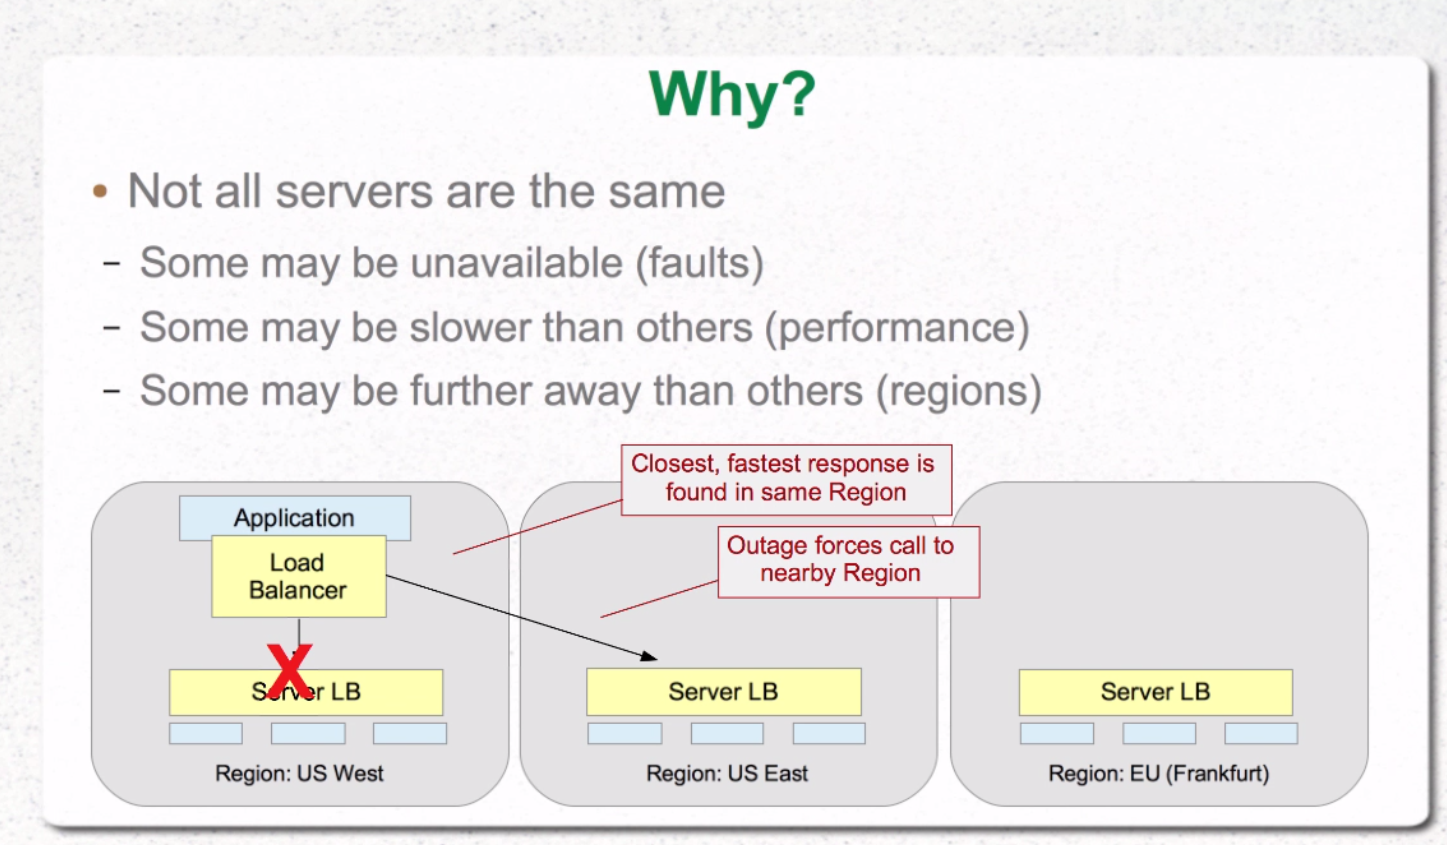 Why?
• Not all servers are the same
– Some may be unavailable (faults)
– Some may be slower than others (performance)
– Some may be further away than others (regions)
Closest, fastest response is
found in same Region
Outage forces call to
nearby Region
Application
Load
Balancer
X
Server LB
Region: US West
Server LB
Region: US East
Server LB
Region: EU (Frankfurt)